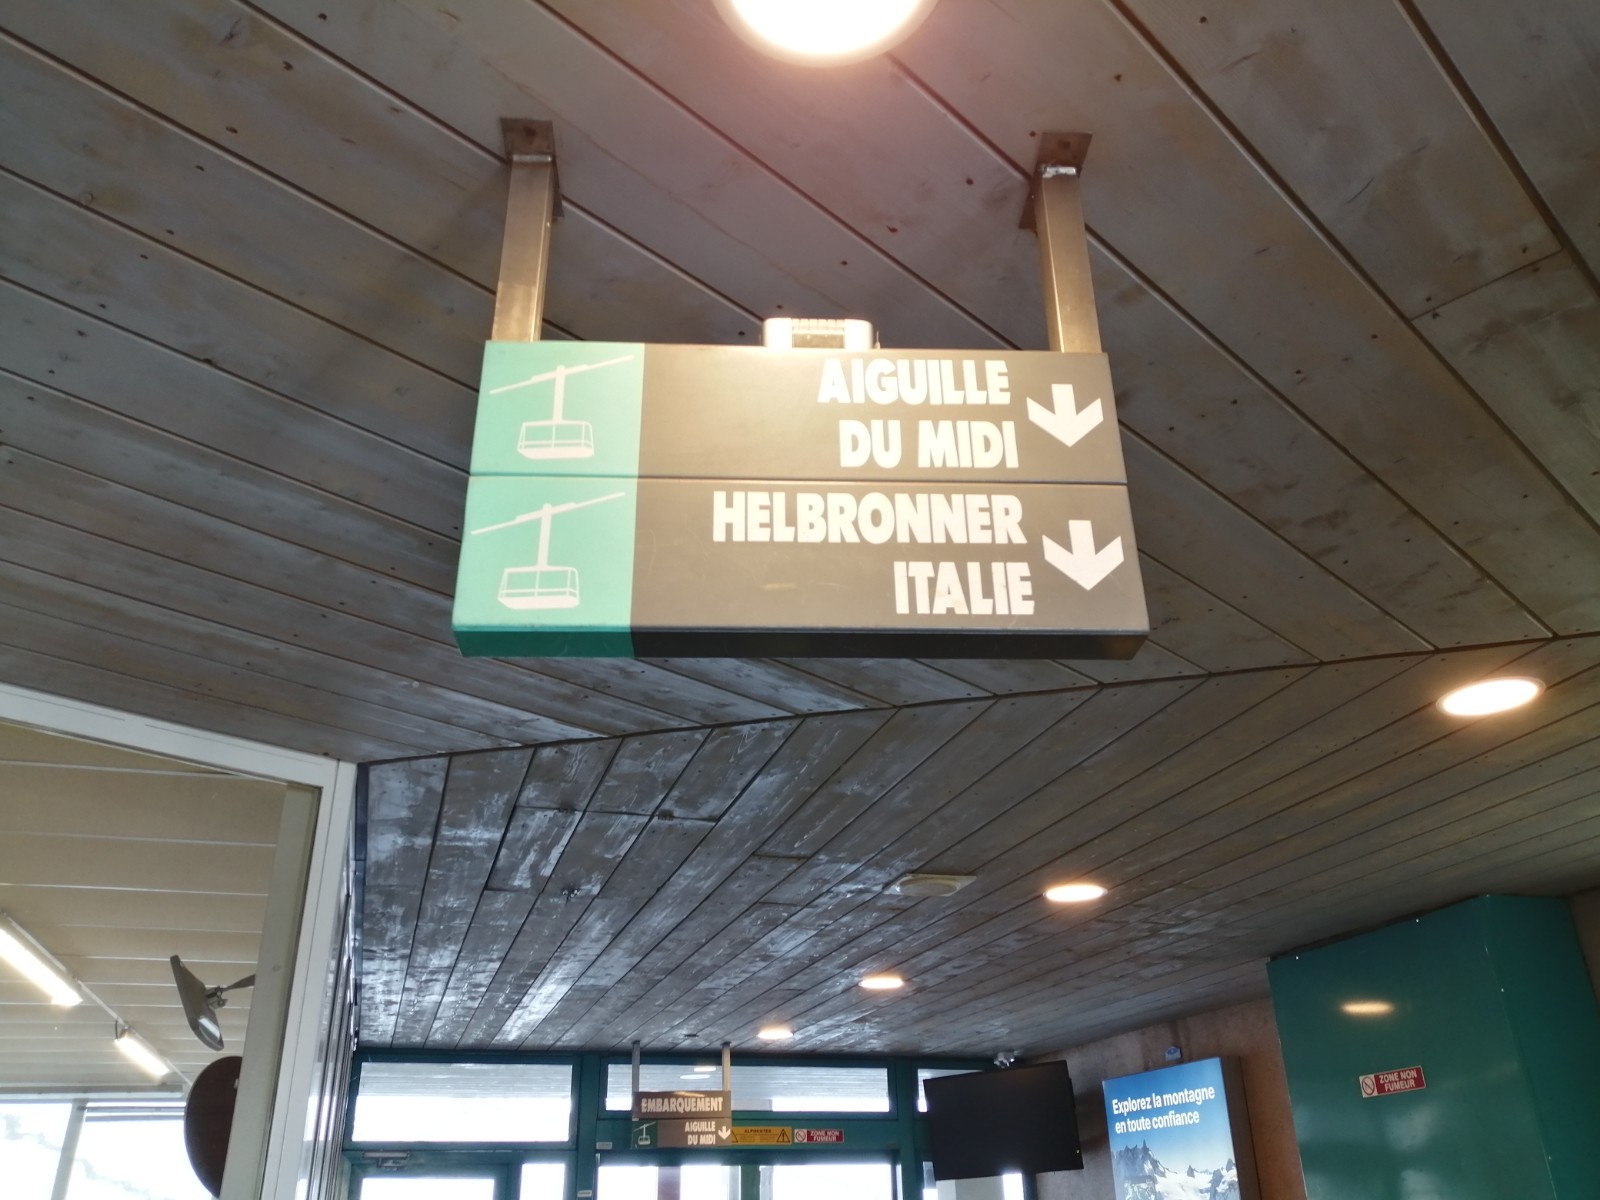 AIGUILLE
DU MIDI
HELBRONNER
ITALIE
EMBARQUEMENT
AIGUILLE
DU MIDI
ZONE NON
FUMEUR
Explorez la montagne
en toute confiance
ZONE NON
FUMEUR